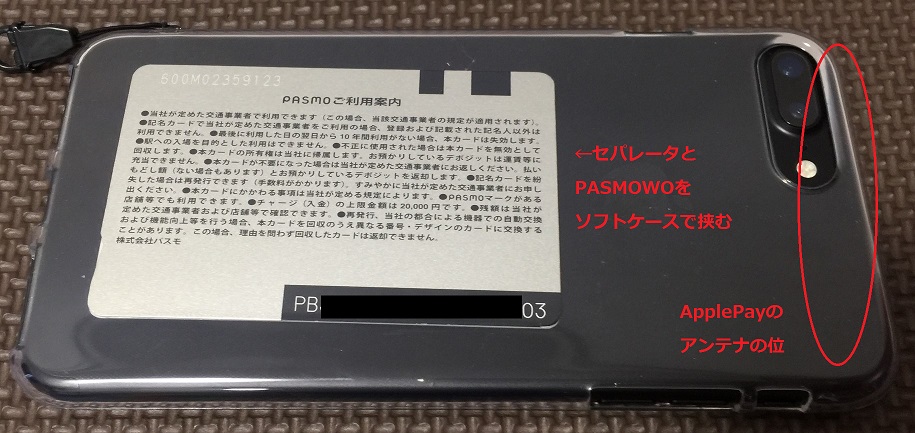 600M02359123
PASMOご利用案内
●当社が定めた交通事業者で利用できます（この場合、当該交通事業者の規定が適用されます）
●記名カードで当社が定めた交通事業者をご利用の場合、登録および記載された記名人以外は
利用できません。●最後に利用した日の翌日から10年間利用がない場合、本カードは失効します。
●駅への入場を目的とした利用はできません。●不正に使用された場合は本カードを無効として
回収します。●本カードの所有権は当社に帰属します。お預かりしているデポジットは運賃等に
充当できません。●本カードが不要になった場合は当社が定めた交通事業者にお返しください。払い
もどし額（ない場合もあります）とお預かりしているデポジットを返却します。●記名カードを紛
失した場合は再発行できます（手数料がかかります）。すみやかに当社が定めた交通事業者にお申し
出ください。●本カードにかかわる事項は当社が定める規定によります。●PASMOマークがある
店舗等でも利用できます。●チャージ（入金）の上限金額は20,000円です。●残額は当社が
定めた交通事業者および店舗等で確認できます。●再発行、当社の都合による機器での自動交換
および機能向上等を行う場合、本カードを回収のうえ異なる番号・デザインのカードに交換する
ことがあります。この場合、理由を問わず回収したカードは返却できません。
株式会社パスモ
PB
03
←セパレータと
PASMOWOを
ソフトケースで挟む
ApplePayの
アンテナの位